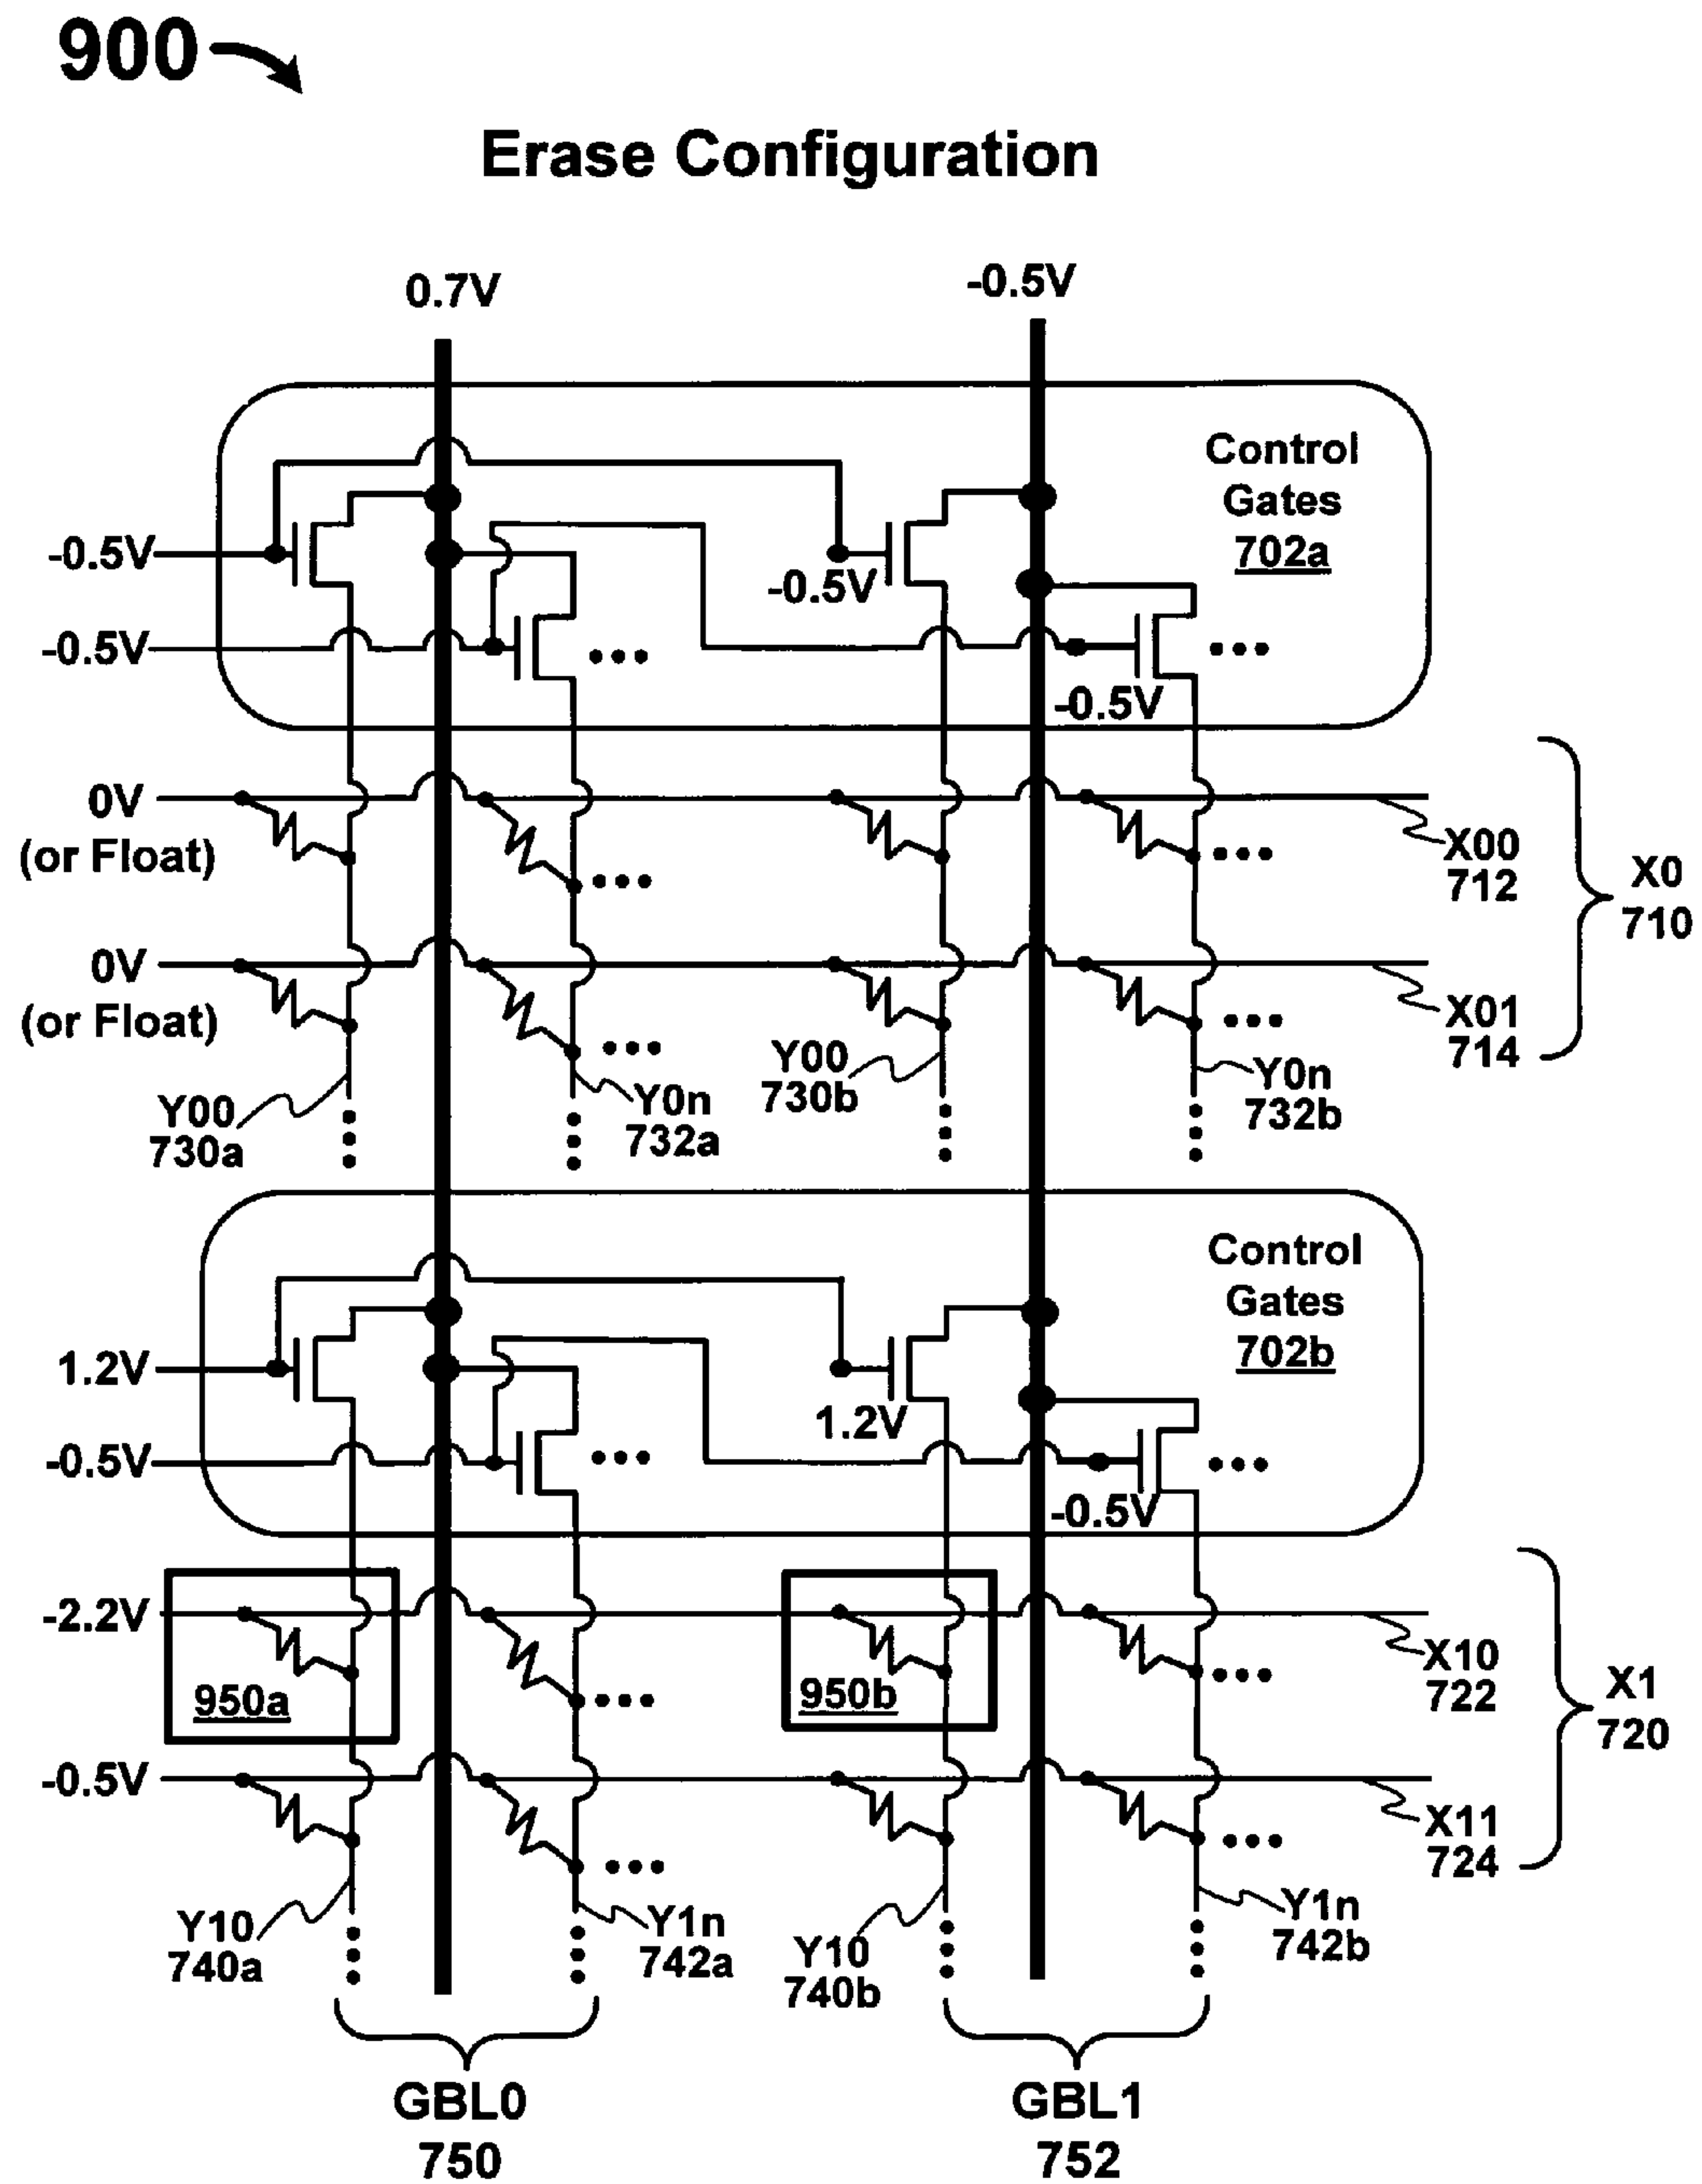 900
Erase Configuration
0.7V
-0.5V
Control
Gates
702a
-0.5V
-0.5V
-0.5V
-0.5V
0V
(or Float)
X00
712
X0
710
0V
(or Float)
X01
714
Y00
730a
Y0n
732a
Y00
730b
Y0n
732b
Control
Gates
702b
1.2V
1.2V
-0.5V
-0.5V
-2.2V
950a
950b
X10
722
X1
720
-0.5V
X11
724
Y10
740a
Y1n
742a
Y10
740b
Y1n
742b
GBL0
750
GBL1
752